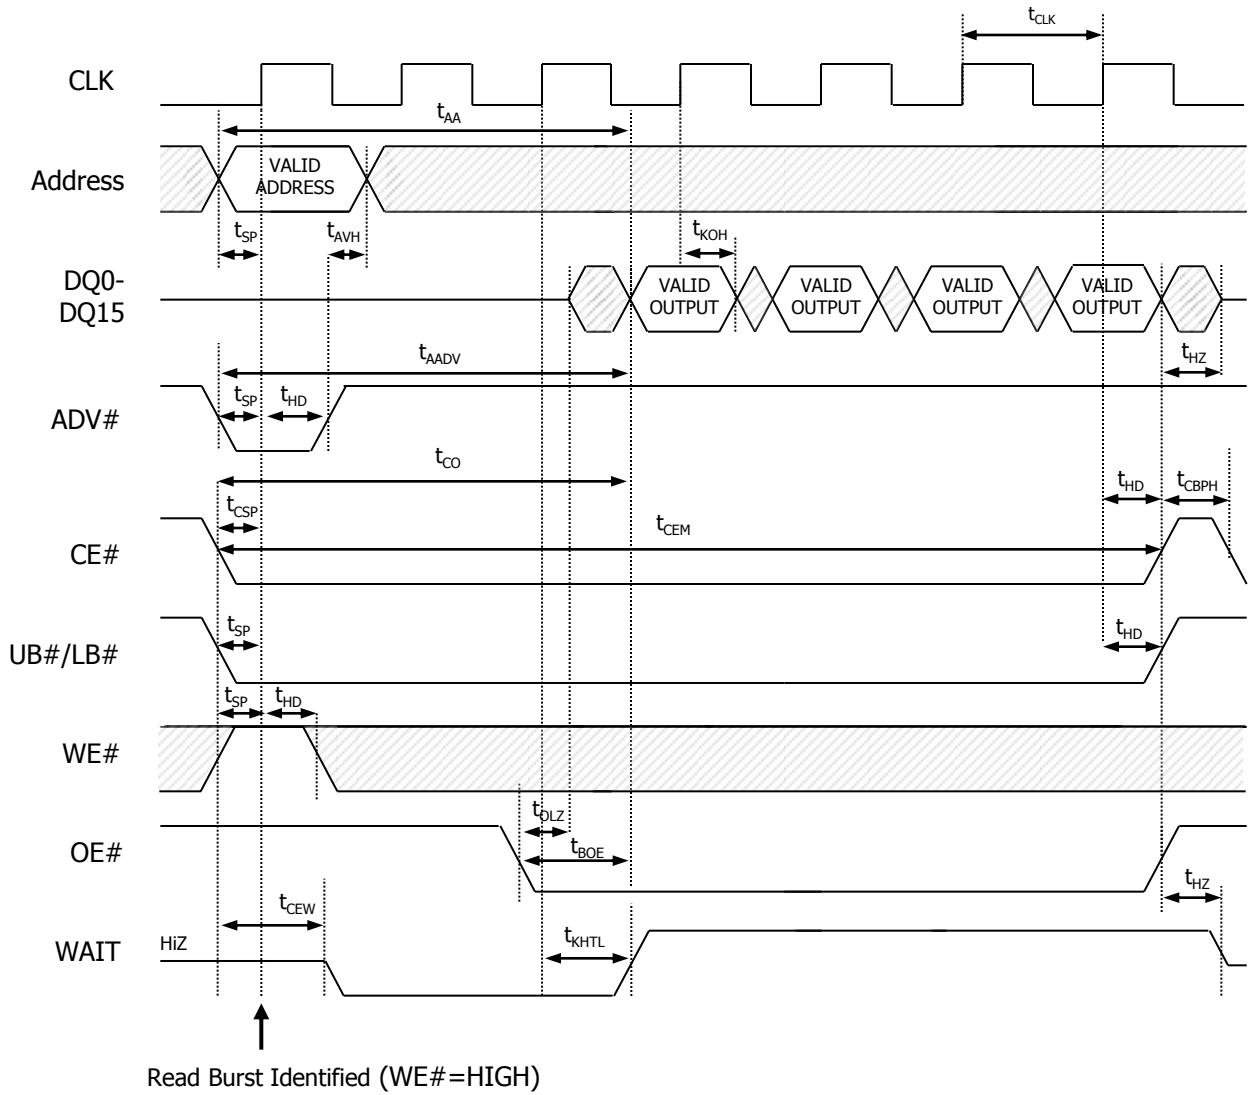 tCLK
CLK
tAA
Address
VALID
ADDRESS
tSP
tAVH
tKOH
DQ0-
DQ15
VALID
OUTPUT
VALID
OUTPUT
VALID
OUTPUT
VALID
OUTPUT
tHZ
tAADV
ADV#
tSP
tHD
tCO
tCSP
tHD
tCBPH
CE#
tCEM
UB#/LB#
tSP
tHD
tSP
tHD
WE#
OE#
tOLZ
tBOE
tHZ
tCEW
WAIT
HiZ
tKHTL
Read Burst Identified (WE#=HIGH)